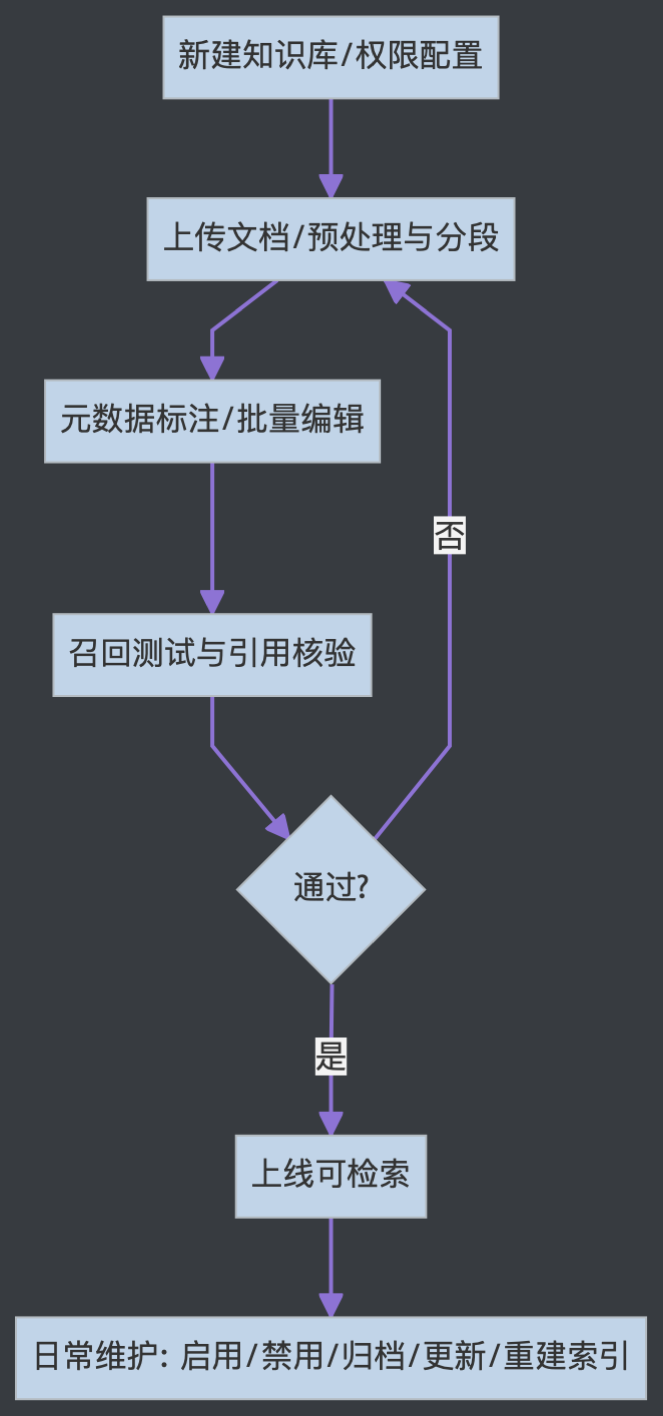 新建知识库/权限配置
上传文档/预处理与分段
元数据标注/批量编辑
否
召回测试与引用核验
通过?
是
上线可检索
日常维护: 启用/禁用/归档/更新/重建索引